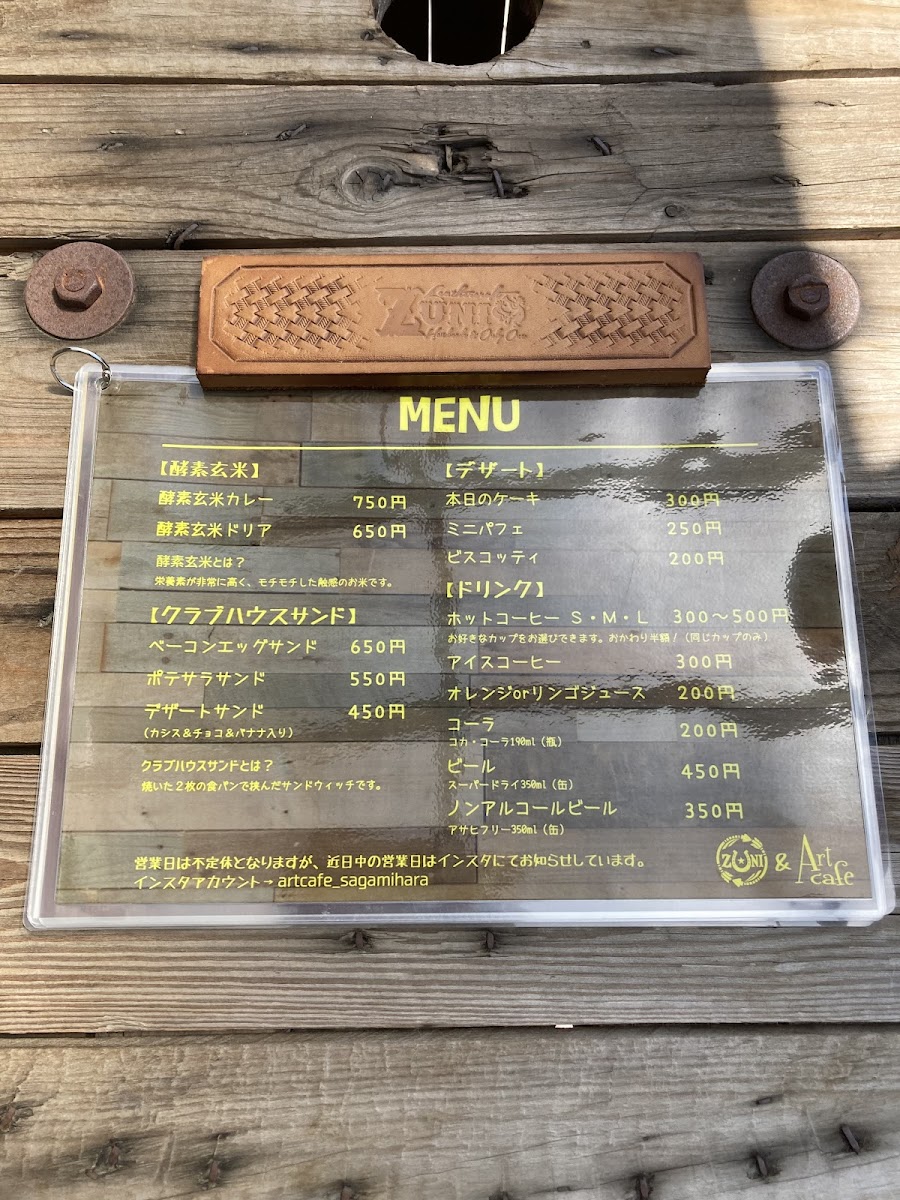 ZUNI
MENU
【酵素玄米】
酵素玄米カレー 750円
酵素玄米ドリア 650円
酵素玄米とは？
栄養素が非常に高く、モチモチした触感のお米です。
【クラブハウスサンド】
ベーコンエッグサンド 650円
ポテサラサンド 550円
デザートサンド 450円
（カシス＆チョコ＆バナナ入り）
クラブハウスサンドとは？
焼いた２枚の食パンで挟んだサンドウィッチです。
【デザート】
本日のケーキ 300円
ミニパフェ 250円
ビスコッティ 200円
【ドリンク】
ホットコーヒー S・M・L 300〜500円
お好きなカップをお選びできます。おかわり半額！（同じカップのみ）
アイスコーヒー 300円
オレンジorリンゴジュース 200円
コーラ 200円
コカ・コーラ190ml（瓶）
ビール 450円
スーパードライ350ml（缶）
ノンアルコールビール 350円
アサヒフリー350ml（缶）
営業日は不定休となりますが、近日中の営業日はインスタにてお知らせしています。
インスタアカウント→artcafe_sagamihara
ZUNI & Art cafe